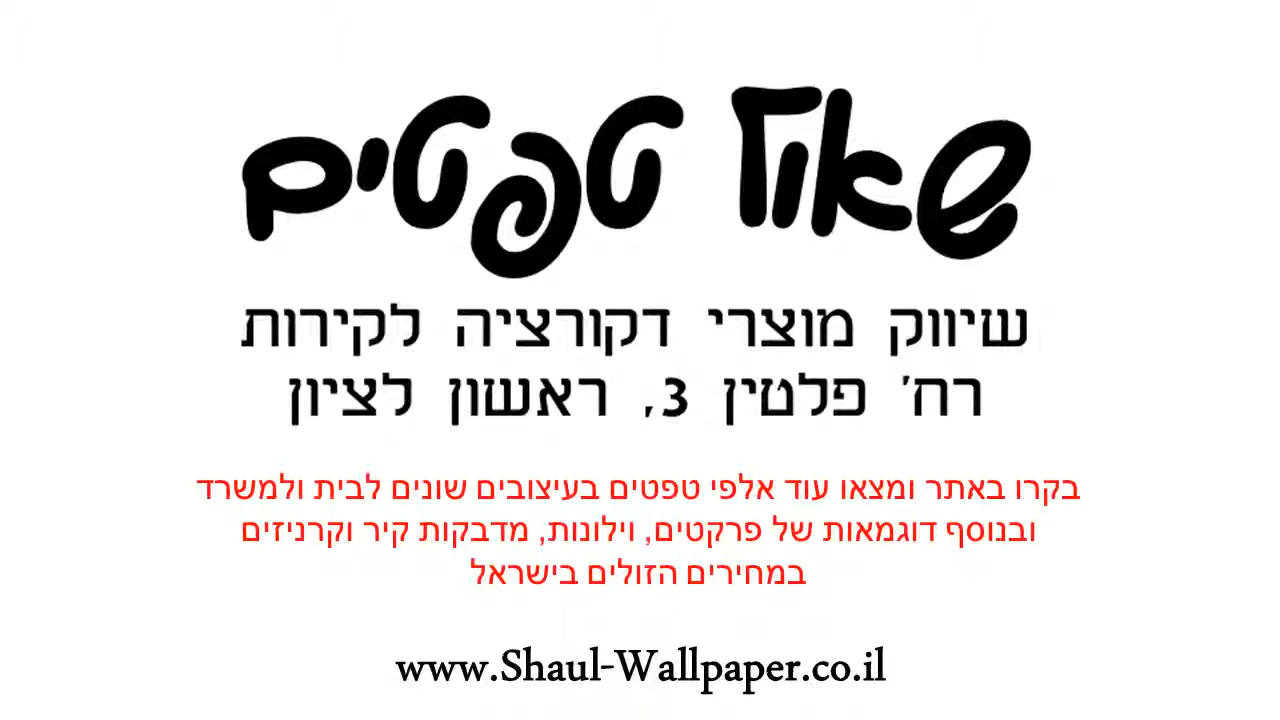 שאול טפטים
שיווק מוצרי דקורציה לקירות
רח' פלטין 3, ראשון לציון
בקרו באתר ומצאו עוד אלפי טפטים בעיצובים שונים לבית ולמשרד
ובנוסף דוגמאות של פרקטים, וילונות, מדבקות קיר וקרניזים
במחירים הזולים בישראל
www.Shaul-Wallpaper.co.il